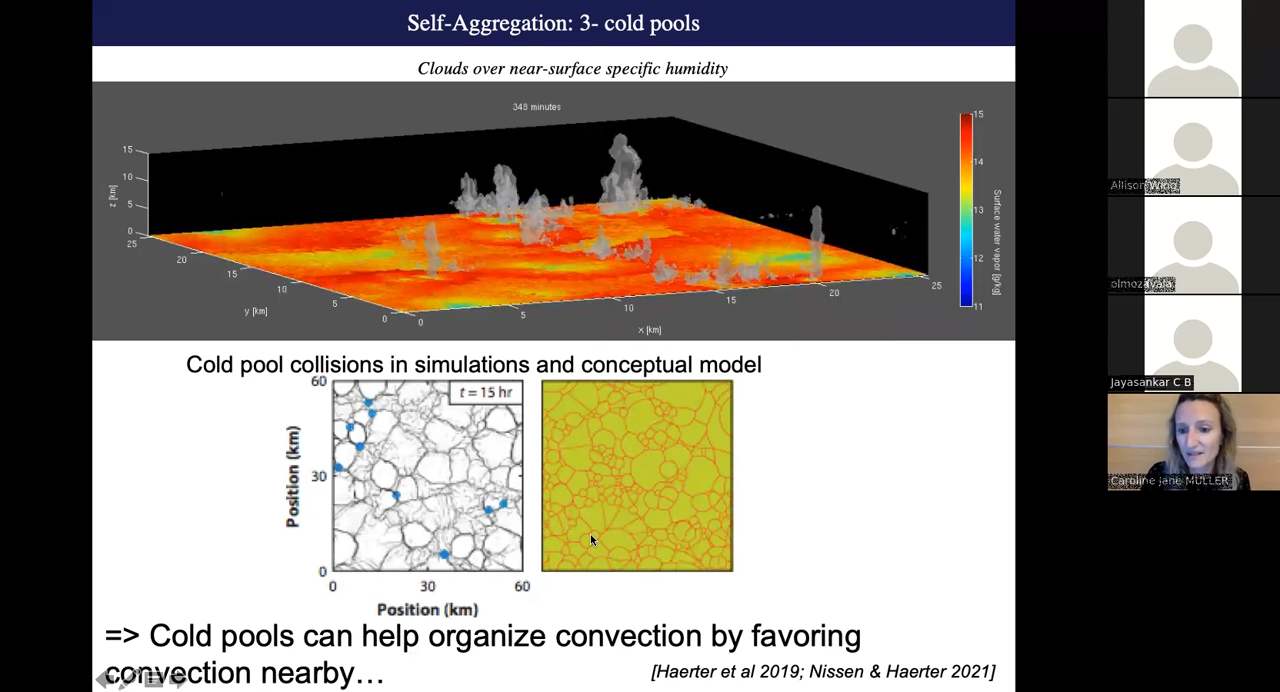 Self-Aggregation: 3- cold pools
Clouds over near-surface specific humidity
348 minutes
15
10
5
0
z [km]
25
20
15
10
5
0
y [km]
0
5
10
15
20
25
x [km]
15
14
13
12
11
Surface water vapor [g/kg]
Cold pool collisions in simulations and conceptual model
t = 15 hr
60
30
0
Position (km)
0
30
60
Position (km)
=> Cold pools can help organize convection by favoring
convection nearby…
[Haerter et al 2019; Nissen & Haerter 2021]
Allison Wing
olmozavala
Jayasankar C B
Caroline Jane MULLER